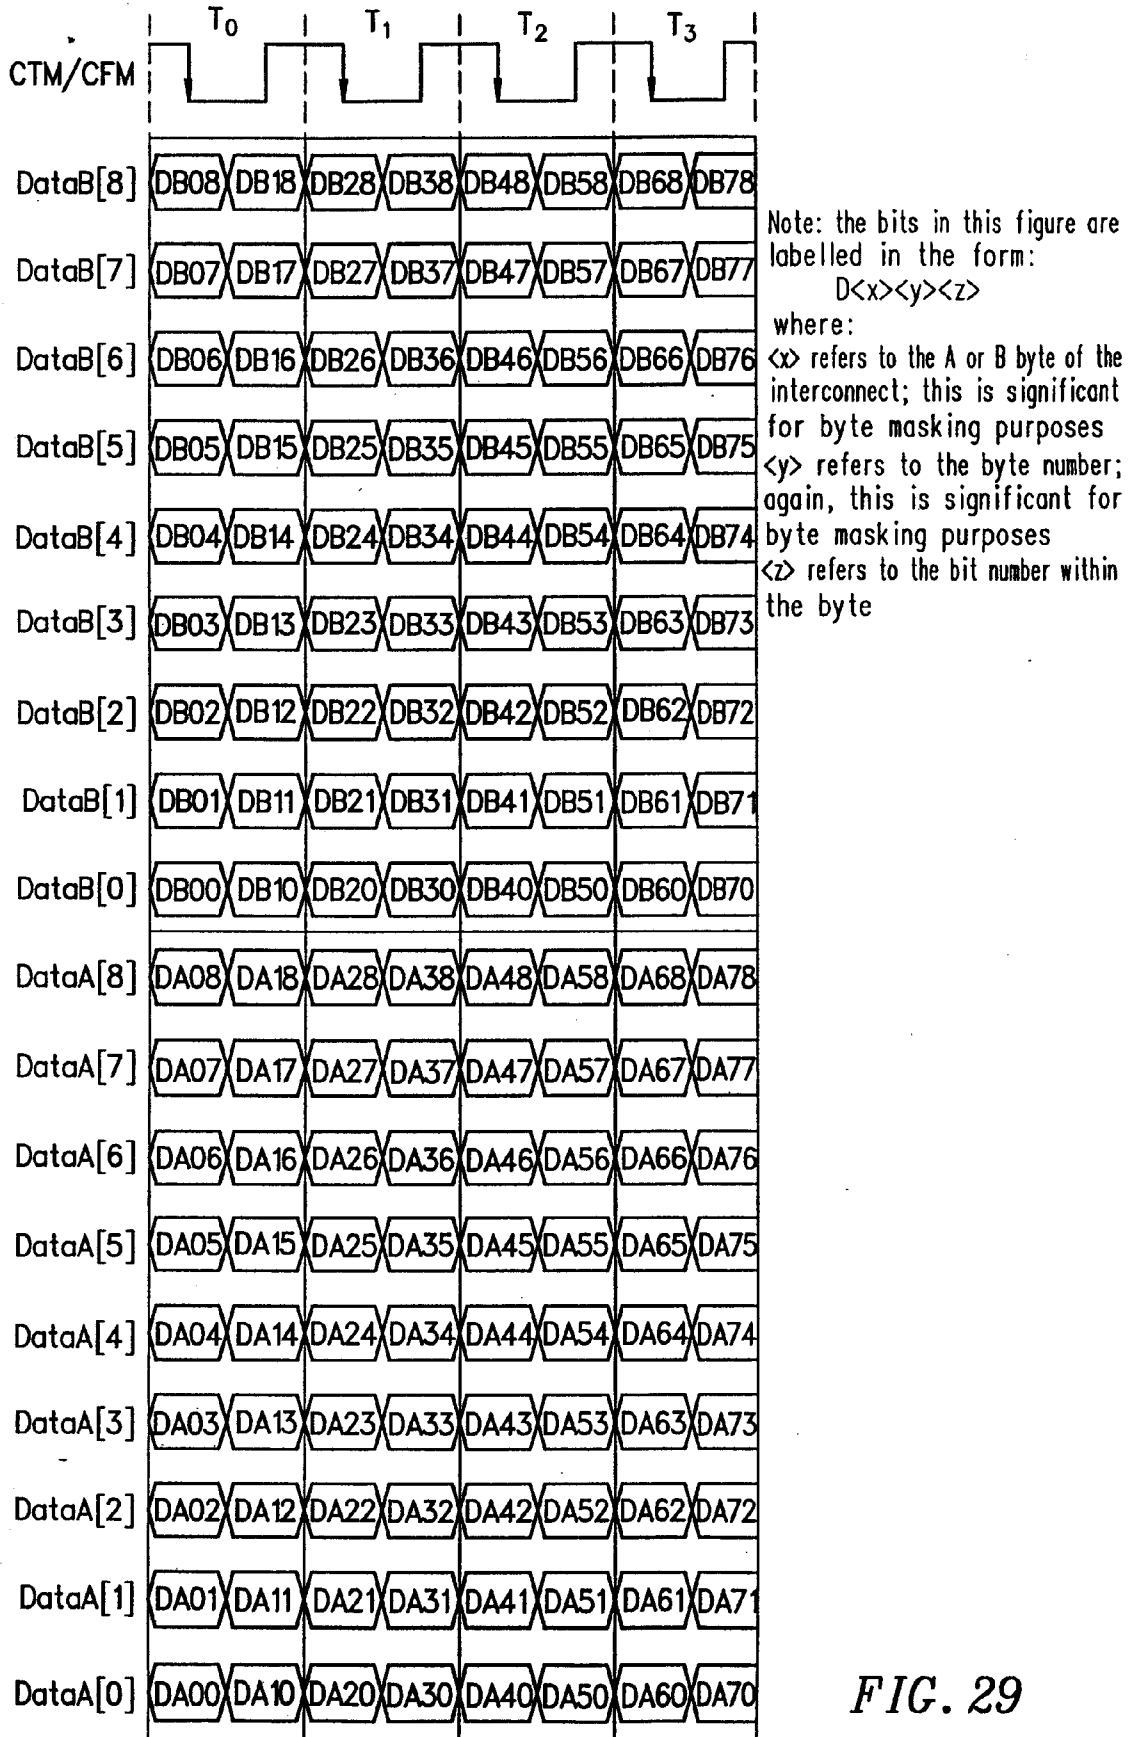 T0 T1 T2 T3
CTM/CFM
DataB[8] DB08 DB18 DB28 DB38 DB48 DB58 DB68 DB78
DataB[7] DB07 DB17 DB27 DB37 DB47 DB57 DB67 DB77
DataB[6] DB06 DB16 DB26 DB36 DB46 DB56 DB66 DB76
DataB[5] DB05 DB15 DB25 DB35 DB45 DB55 DB65 DB75
DataB[4] DB04 DB14 DB24 DB34 DB44 DB54 DB64 DB74
DataB[3] DB03 DB13 DB23 DB33 DB43 DB53 DB63 DB73
DataB[2] DB02 DB12 DB22 DB32 DB42 DB52 DB62 DB72
DataB[1] DB01 DB11 DB21 DB31 DB41 DB51 DB61 DB71
DataB[0] DB00 DB10 DB20 DB30 DB40 DB50 DB60 DB70
DataA[8] DA08 DA18 DA28 DA38 DA48 DA58 DA68 DA78
DataA[7] DA07 DA17 DA27 DA37 DA47 DA57 DA67 DA77
DataA[6] DA06 DA16 DA26 DA36 DA46 DA56 DA66 DA76
DataA[5] DA05 DA15 DA25 DA35 DA45 DA55 DA65 DA75
DataA[4] DA04 DA14 DA24 DA34 DA44 DA54 DA64 DA74
DataA[3] DA03 DA13 DA23 DA33 DA43 DA53 DA63 DA73
DataA[2] DA02 DA12 DA22 DA32 DA42 DA52 DA62 DA72
DataA[1] DA01 DA11 DA21 DA31 DA41 DA51 DA61 DA71
DataA[0] DA00 DA10 DA20 DA30 DA40 DA50 DA60 DA70
Note: the bits in this figure are
labelled in the form:
D<x><y><z>
where:
<x> refers to the A or B byte of the
interconnect; this is significant
for byte masking purposes
<y> refers to the byte number;
again, this is significant for
byte masking purposes
<z> refers to the bit number within
the byte
FIG. 29